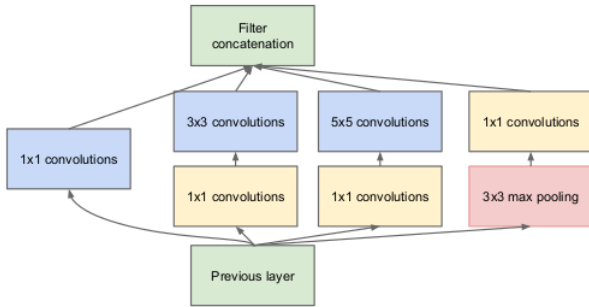 Filter
concatenation
3x3 convolutions
5x5 convolutions
1x1 convolutions
1x1 convolutions
1x1 convolutions
1x1 convolutions
3x3 max pooling
Previous layer